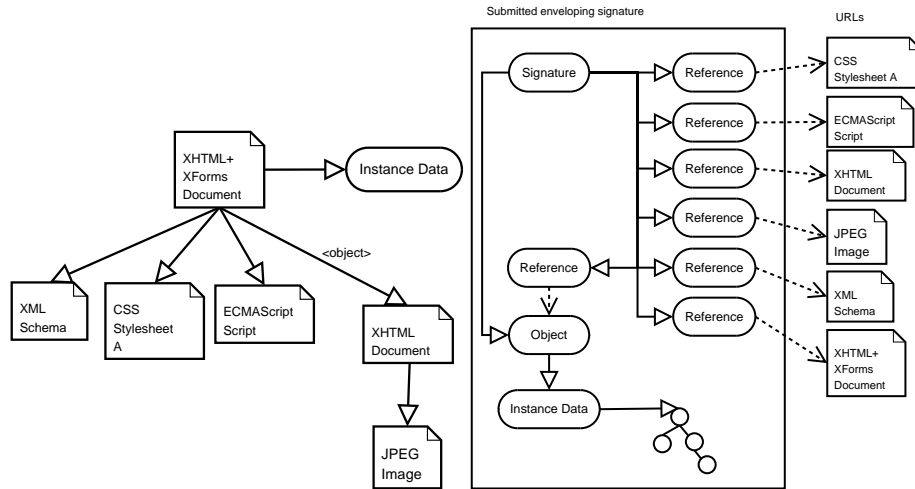 Submitted enveloping signature
URLs
XHTML+
XForms
Document
Instance Data
<object>
XML
Schema
CSS
Stylesheet
A
ECMAScript
Script
XHTML
Document
JPEG
Image
Signature
Reference
Reference
Reference
Reference
Reference
Reference
Reference
Object
Instance Data
CSS
Stylesheet A
ECMAScript
Script
XHTML
Document
JPEG
Image
XML
Schema
XHTML+
XForms
Document